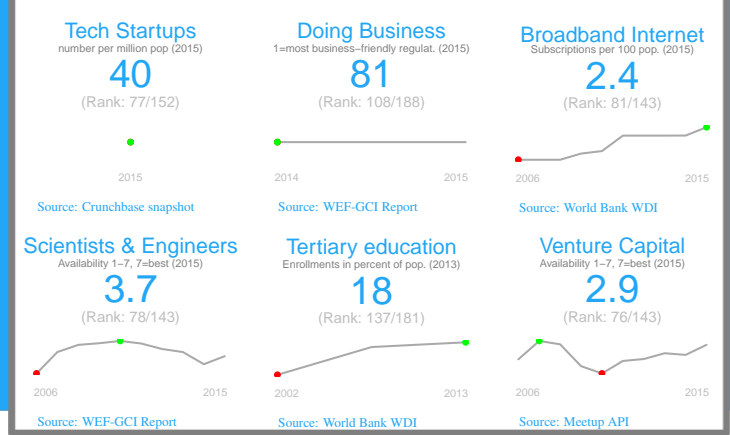 Tech Startups
number per million pop (2015)
40
(Rank: 77/152)
2015
Source: Crunchbase snapshot
Doing Business
1=most business−friendly regulat. (2015)
81
(Rank: 108/188)
2014 2015
Source: WEF-GCI Report
Broadband Internet
Subscriptions per 100 pop. (2015)
2.4
(Rank: 81/143)
2006 2015
Source: World Bank WDI
Scientists & Engineers
Availability 1−7, 7=best (2015)
3.7
(Rank: 78/143)
2006 2015
Source: WEF-GCI Report
Tertiary education
Enrollments in percent of pop. (2013)
18
(Rank: 137/181)
2002 2013
Source: World Bank WDI
Venture Capital
Availability 1−7, 7=best (2015)
2.9
(Rank: 76/143)
2006 2015
Source: Meetup API